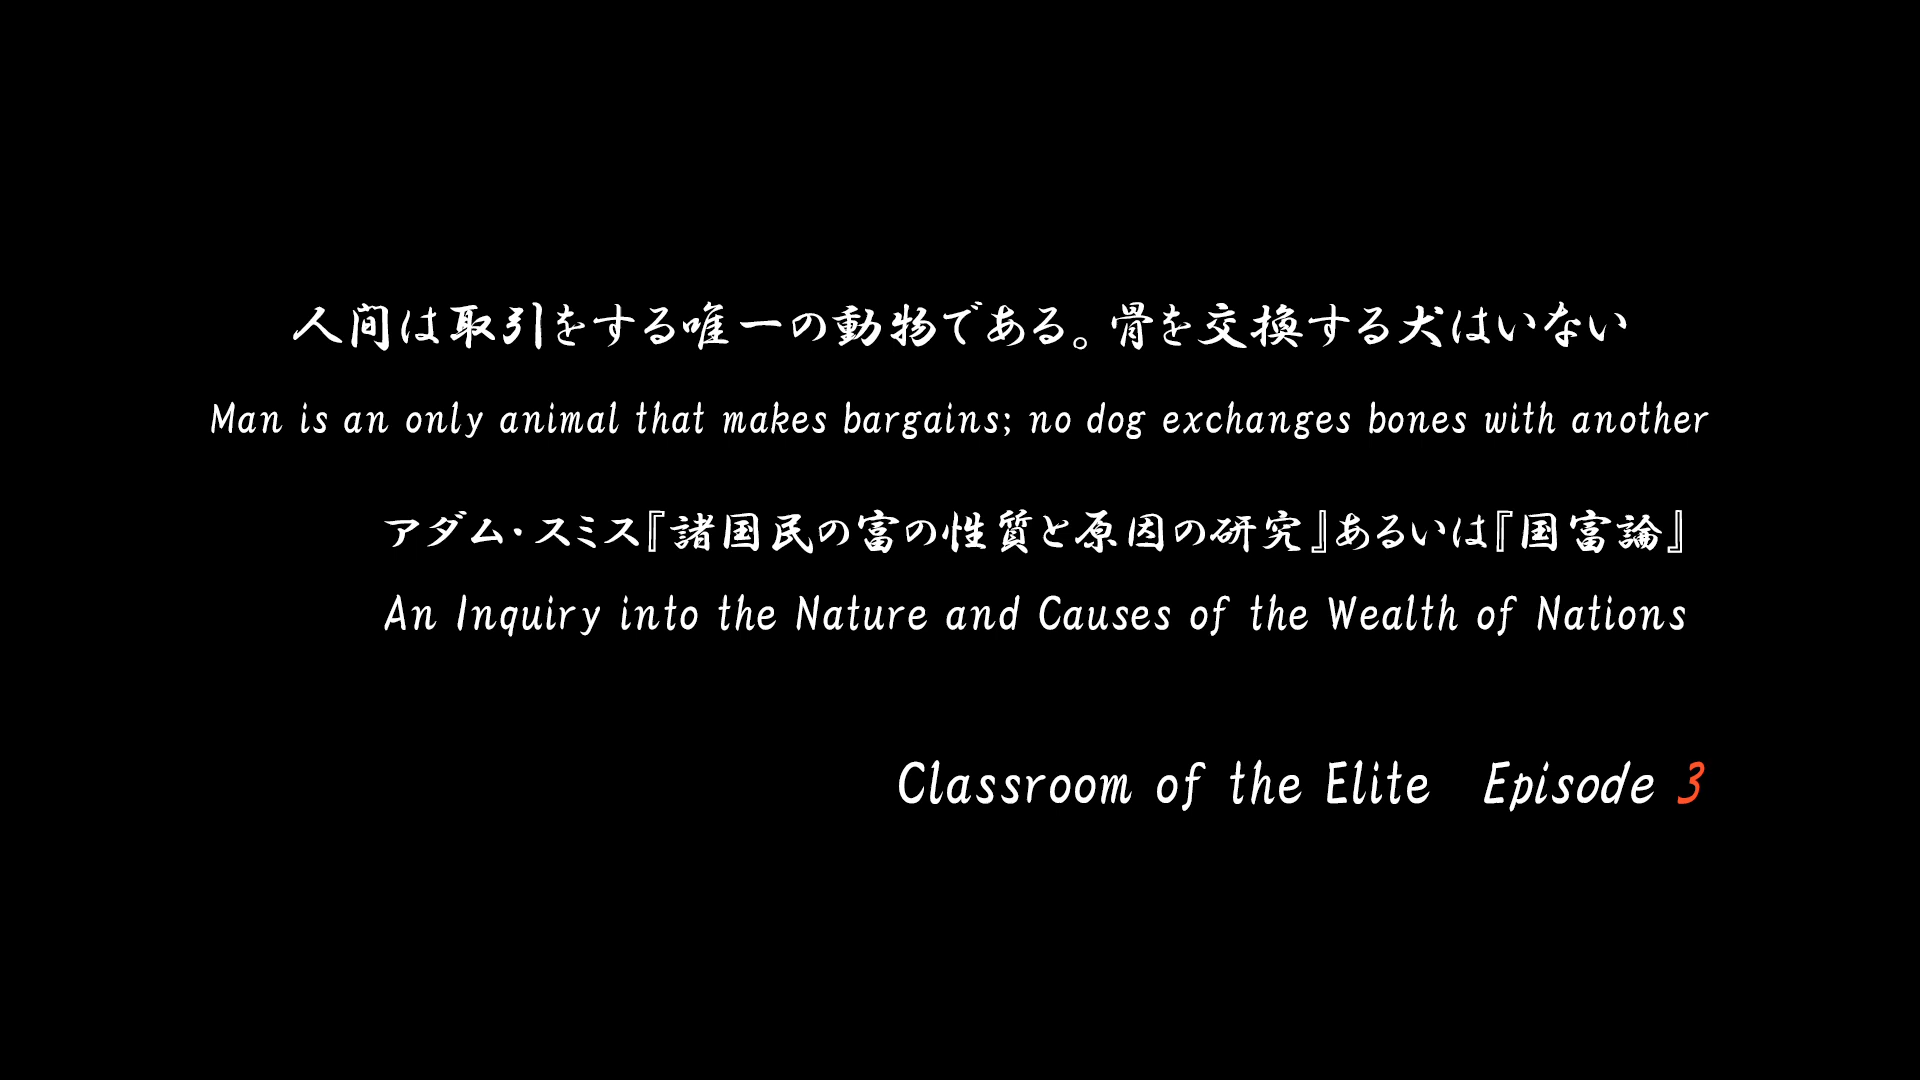 人間は取引をする唯一の動物である。骨を交換する犬はいない
Man is an only animal that makes bargains; no dog exchanges bones with another
アダム・スミス『諸国民の富の性質と原因の研究』あるいは『国富論』
An Inquiry into the Nature and Causes of the Wealth of Nations
Classroom of the Elite　Episode 3